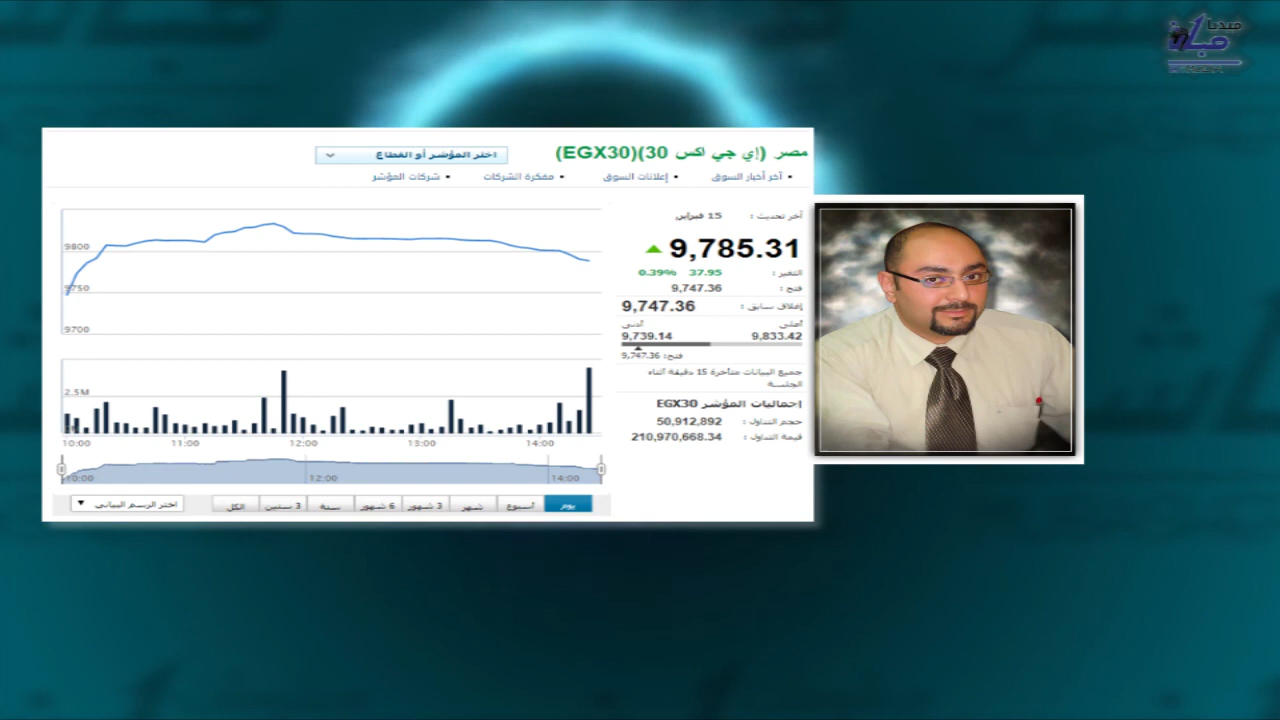 ميديا
مباشر
مصر (إي جي اكس 30)(EGX30)
اختر المؤشر أو القطاع
• آخر أخبار السوق • إعلانات السوق • مفكرة الشركات • شركات المؤشر
آخر تحديث : 15 فبراير,
9,785.31
التغير : 37.95 0.39%
فتح : 9,747.36
إغلاق سابق : 9,747.36
أعلى أدنى
9,833.42 9,739.14
فتح: 9,747.36
جميع البيانات متأخرة 15 دقيقة أثناء
الجلسة
إجماليات المؤشر EGX30
حجم التداول : 50,912,892
قيمة التداول : 210,970,668.34
9800
9750
9700
2.5M
10:00 11:00 12:00 13:00 14:00
10:00 12:00 14:00
يوم أسبوع شهر 3 شهور 6 شهور سنة 3 سنين الكل
اختر الرسم البياني